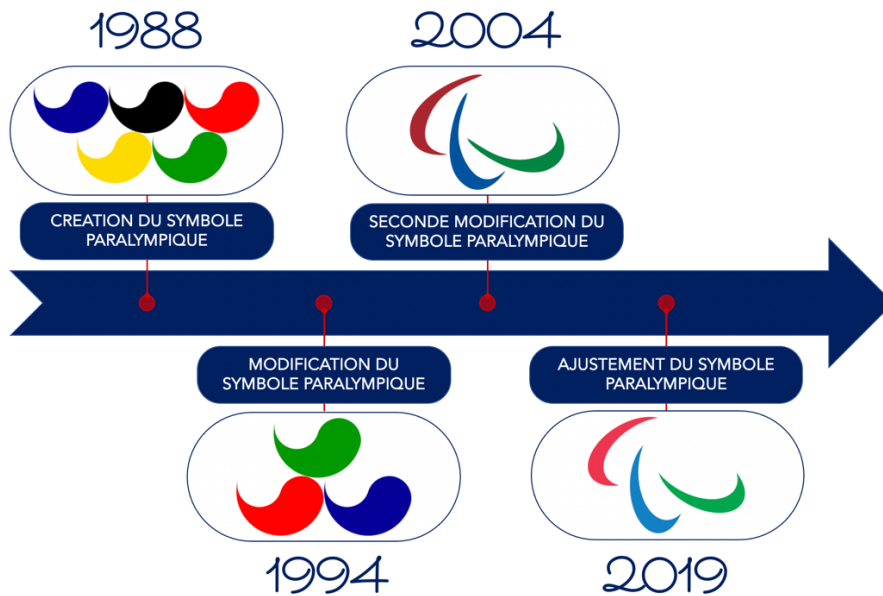 1988
CREATION DU SYMBOLE
PARALYMPIQUE
2004
SECONDE MODIFICATION DU
SYMBOLE PARALYMPIQUE
MODIFICATION DU
SYMBOLE PARALYMPIQUE
1994
AJUSTEMENT DU SYMBOLE
PARALYMPIQUE
2019